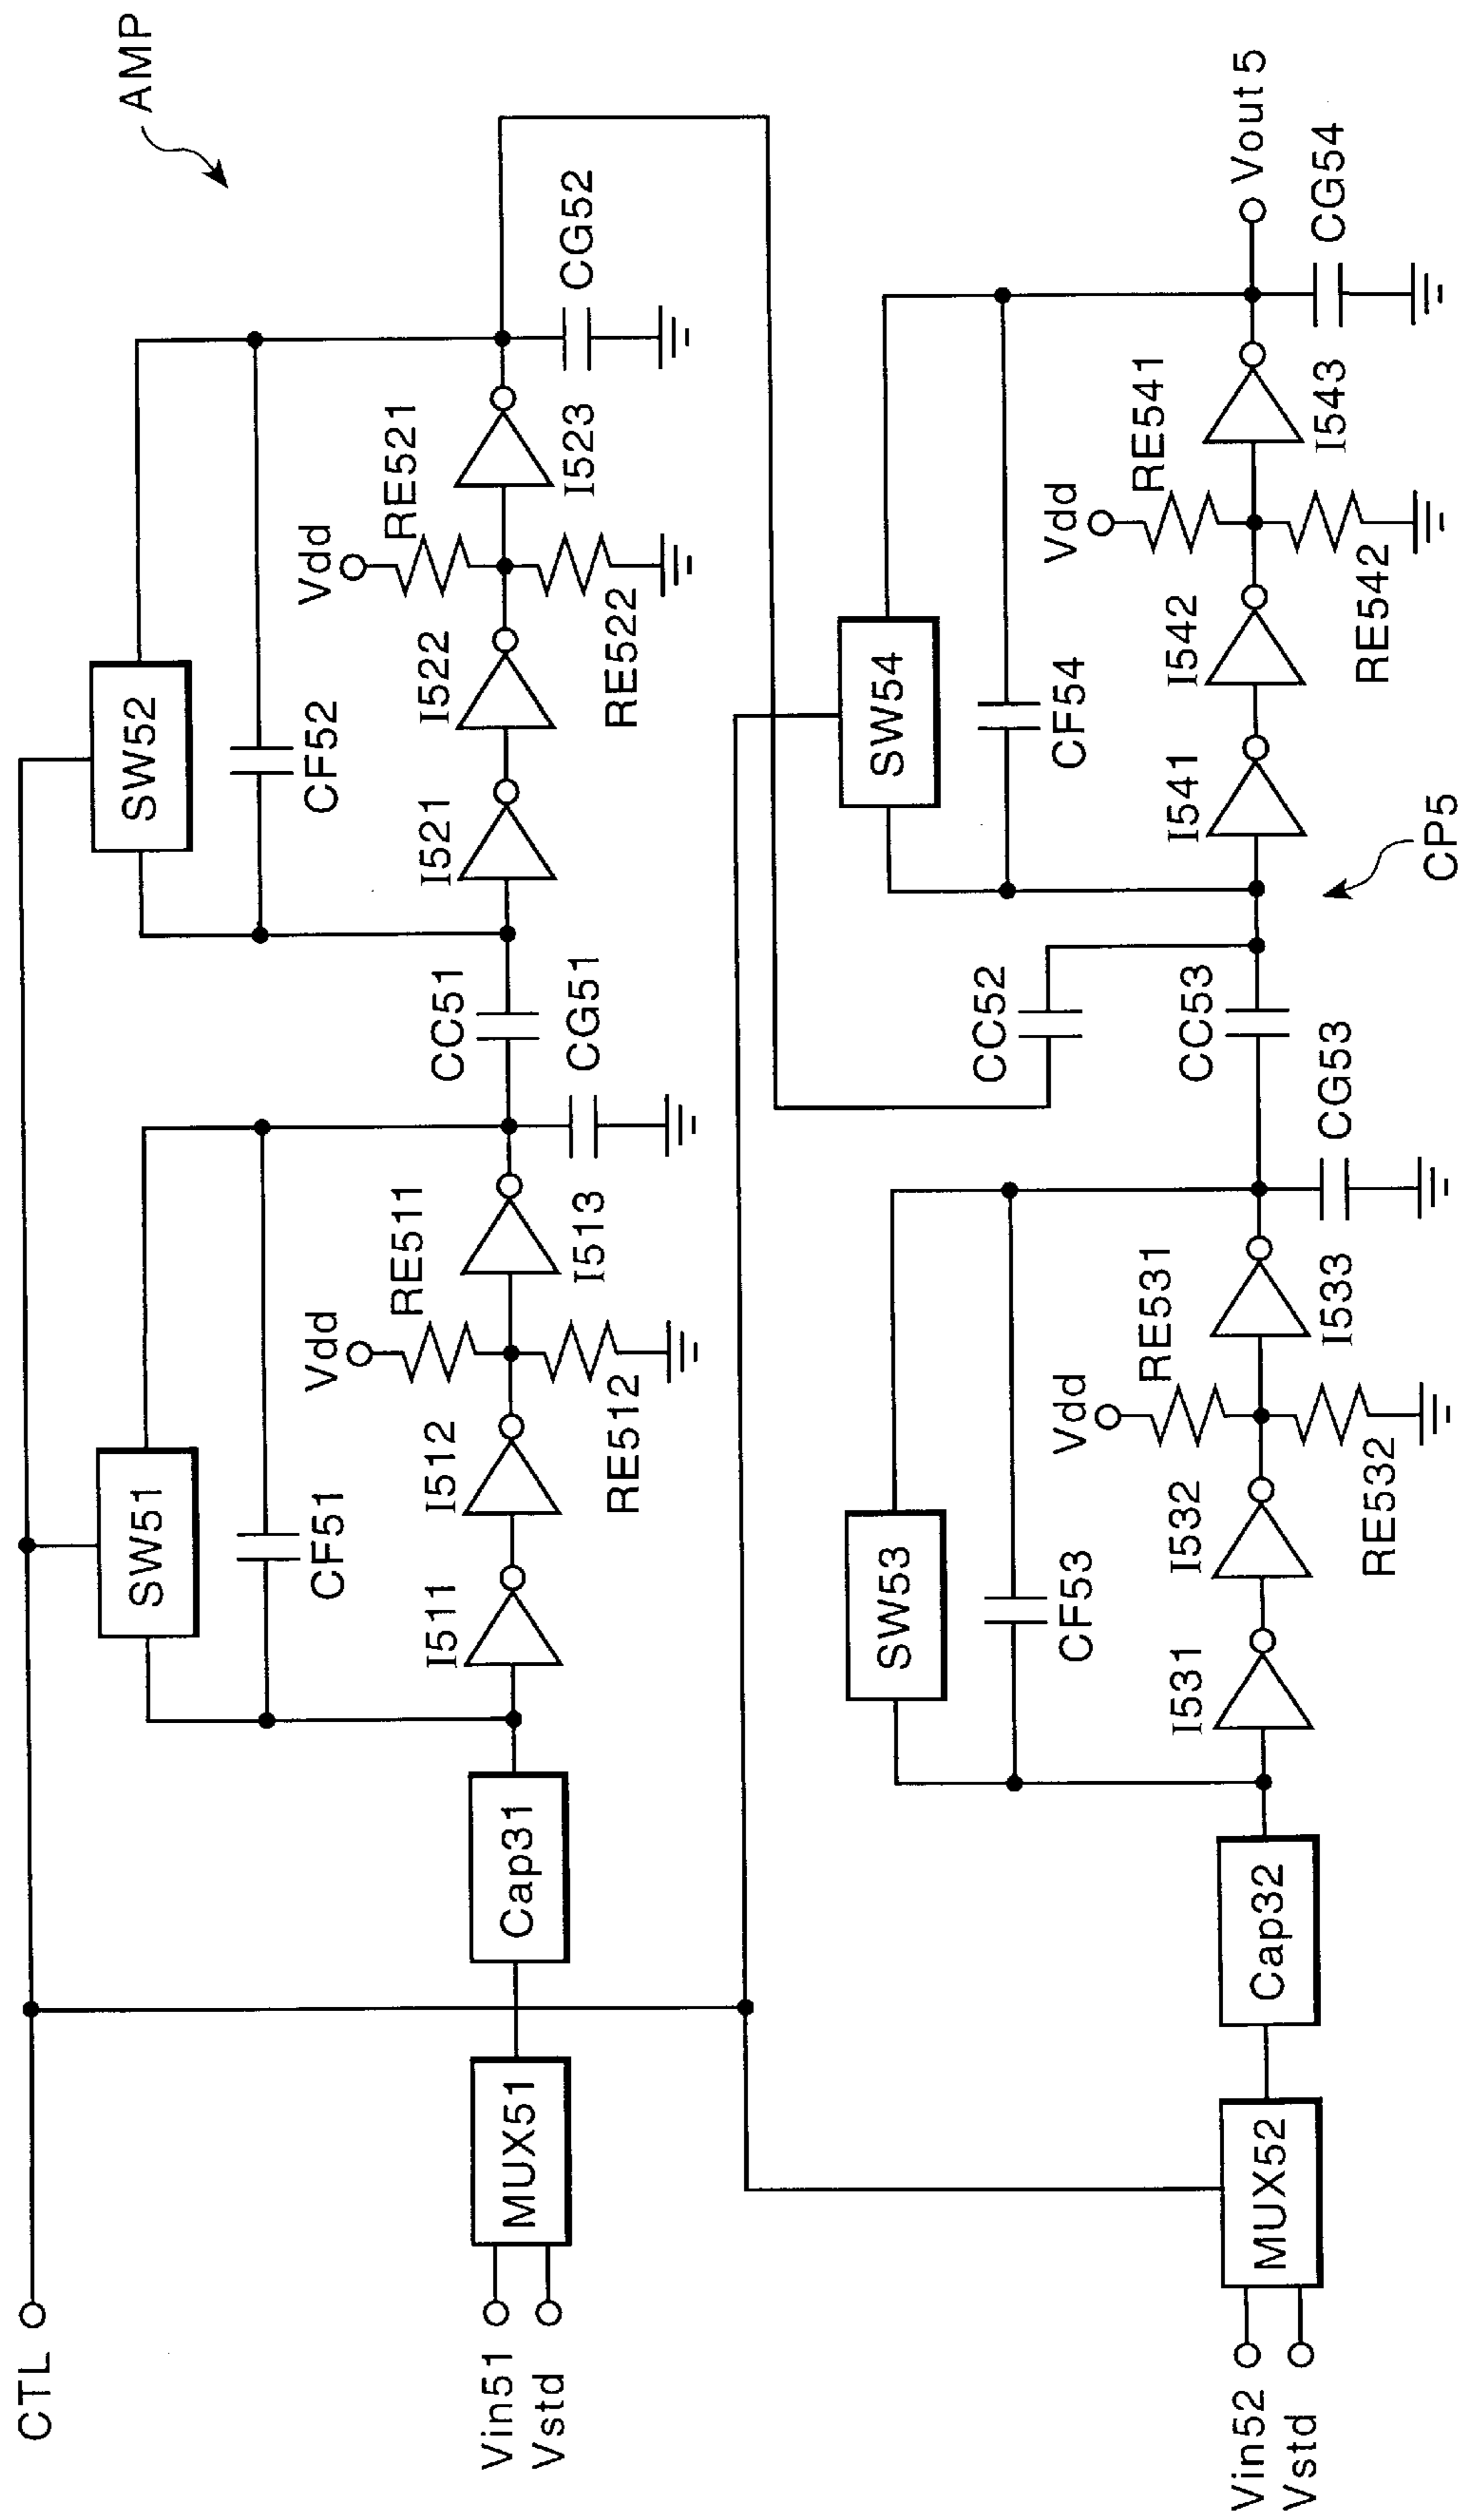 AMP
CTL
SW51
SW52
CF51
CF52
Vdd
RE511
Vdd
RE521
I511
I512
CC51
I521
I522
Vin51
Vstd
MUX51
Cap31
I513
CG51
I523
CG52
RE512
RE522
SW53
SW54
CF53
CC52
CF54
Vdd
RE531
Vdd
RE541
I531
I532
CC53
I541
I542
Vout5
Vin52
Vstd
MUX52
Cap32
I533
CG53
I543
CG54
RE532
RE542
CP5